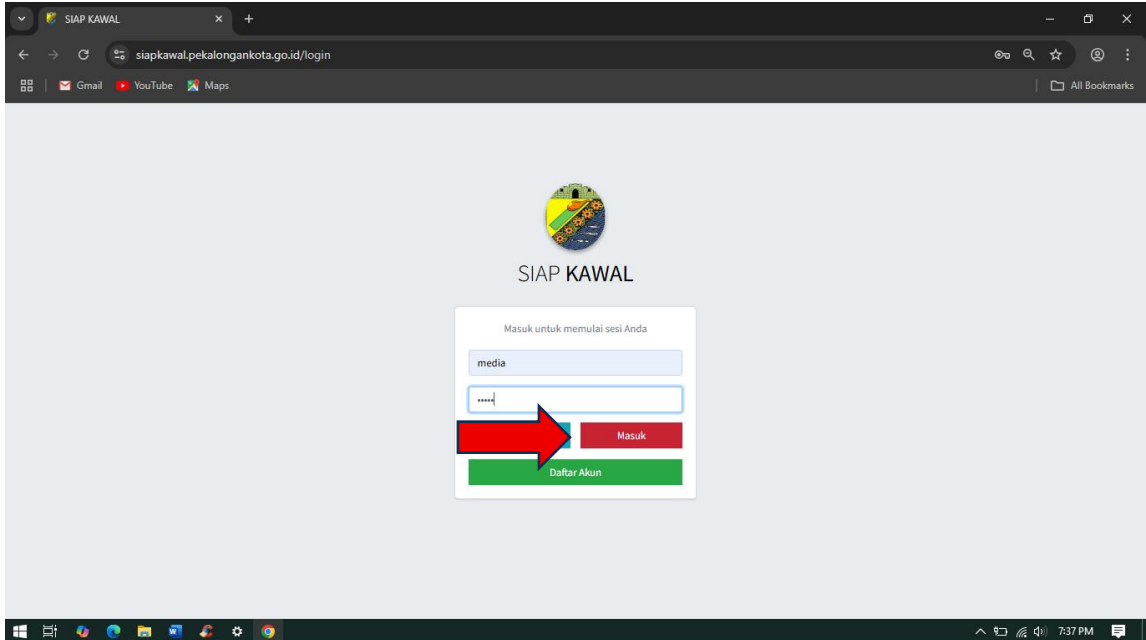 SIAP KAWAL
siapkawal.pekalongankota.go.id/login
Gmail YouTube Maps All Bookmarks
SIAP KAWAL
Masuk untuk memulai sesi Anda
media
•••••
Masuk
Daftar Akun
7:37 PM